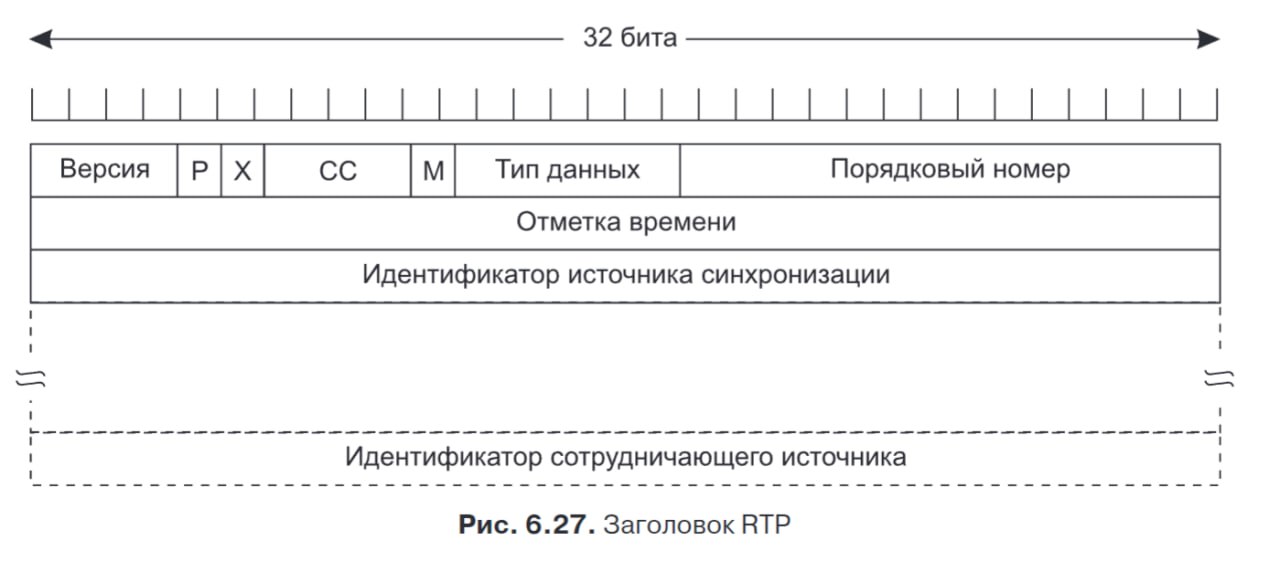 32 бита
Версия P X CC M Тип данных Порядковый номер
Отметка времени
Идентификатор источника синхронизации
Идентификатор сотрудничающего источника
Рис. 6.27. Заголовок RTP